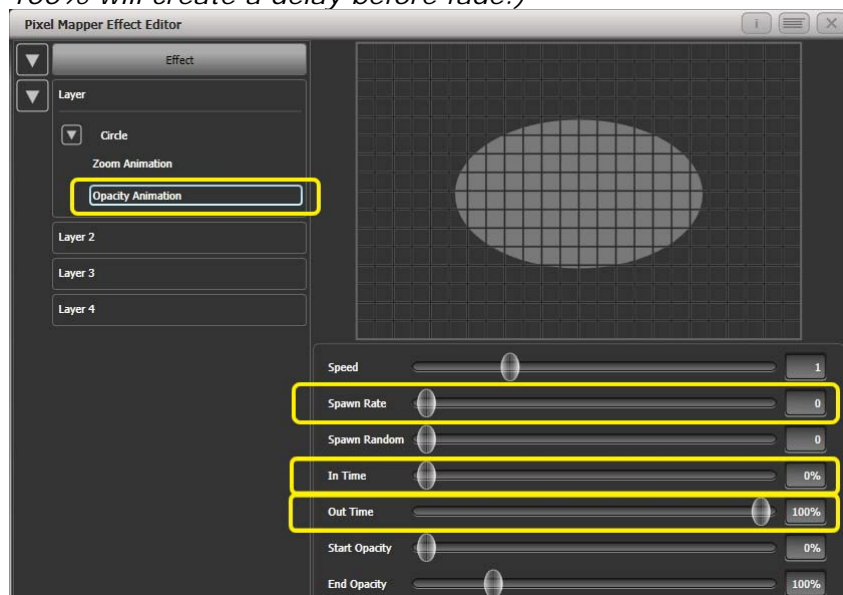 100% will create a delay before fade.)
Pixel Mapper Effect Editor
i
Effect
Layer
Circle
Zoom Animation
Opacity Animation
Layer 2
Layer 3
Layer 4
Speed 1
Spawn Rate 0
Spawn Random 0
In Time 0%
Out Time 100%
Start Opacity 0%
End Opacity 100%